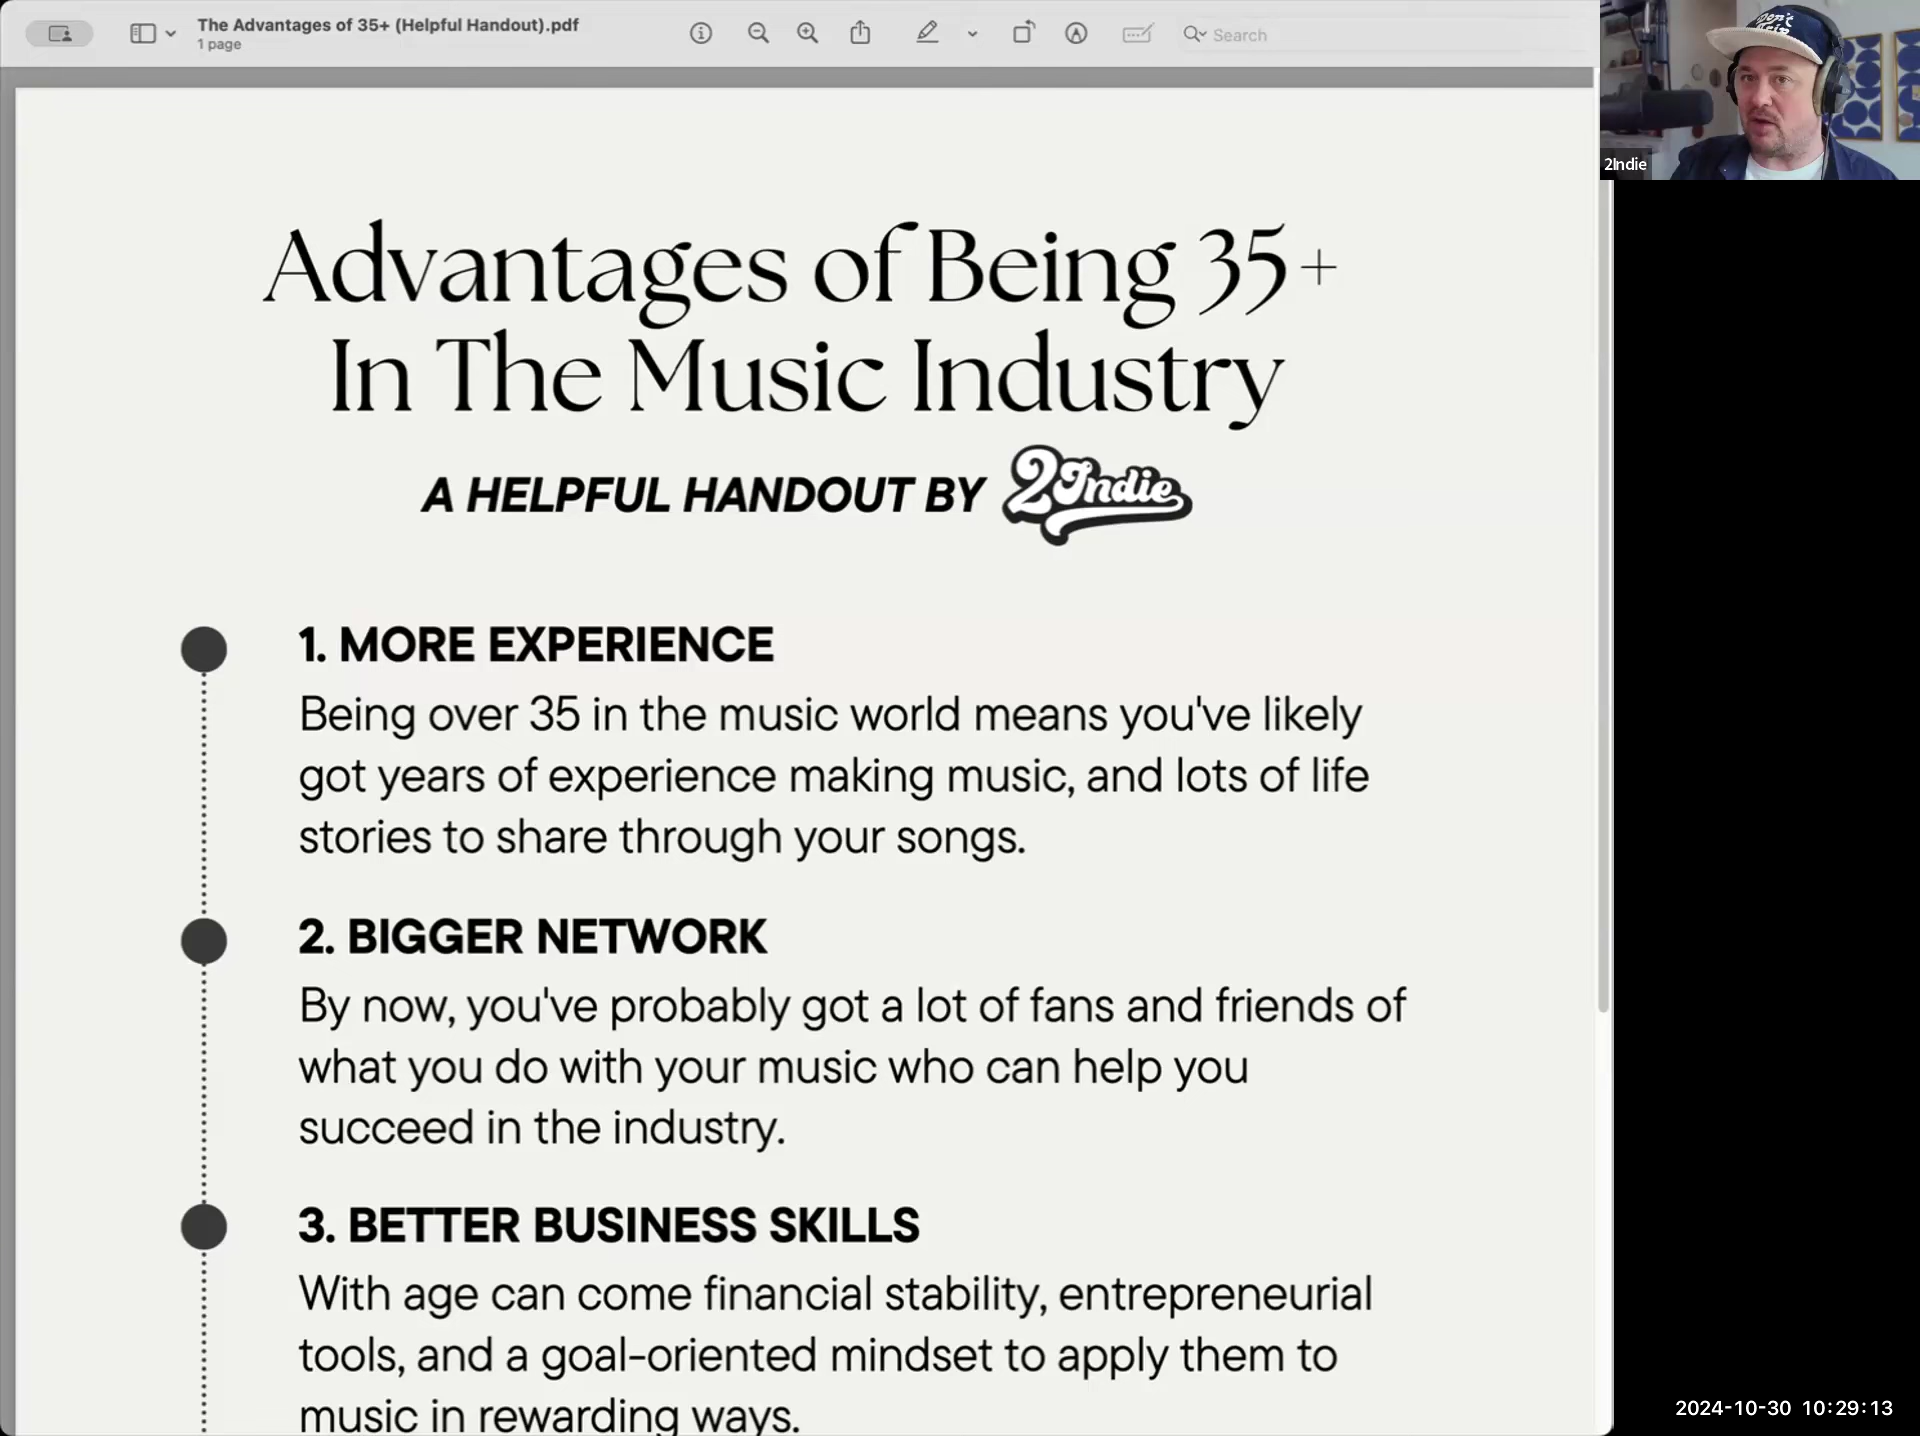 The Advantages of 35+ (Helpful Handout).pdf
1 page
Search
Don't
2Indie
Advantages of Being 35+
In The Music Industry
A HELPFUL HANDOUT BY 2Indie
1. MORE EXPERIENCE
Being over 35 in the music world means you've likely
got years of experience making music, and lots of life
stories to share through your songs.
2. BIGGER NETWORK
By now, you've probably got a lot of fans and friends of
what you do with your music who can help you
succeed in the industry.
3. BETTER BUSINESS SKILLS
With age can come financial stability, entrepreneurial
tools, and a goal-oriented mindset to apply them to
music in rewarding ways.
2024-10-30 10:29:13